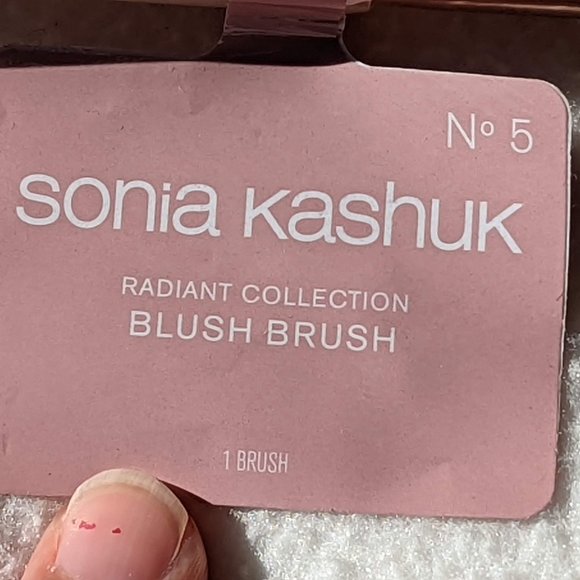 Nº 5
sonia kashuk
RADIANT COLLECTION
BLUSH BRUSH
1 BRUSH